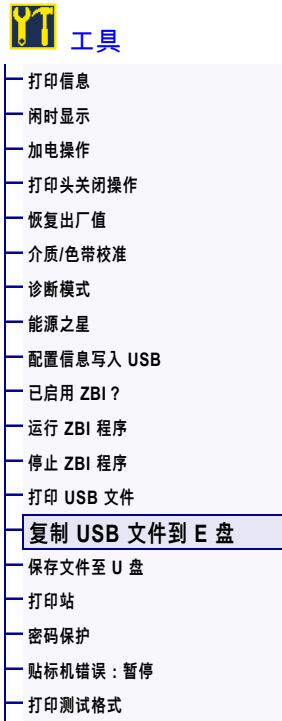 工具
打印信息
闲时显示
加电操作
打印头关闭操作
恢复出厂值
介质/色带校准
诊断模式
能源之星
配置信息写入 USB
已启用 ZBI？
运行 ZBI 程序
停止 ZBI 程序
打印 USB 文件
复制 USB 文件到 E 盘
保存文件至 U 盘
打印站
密码保护
贴标机错误：暂停
打印测试格式